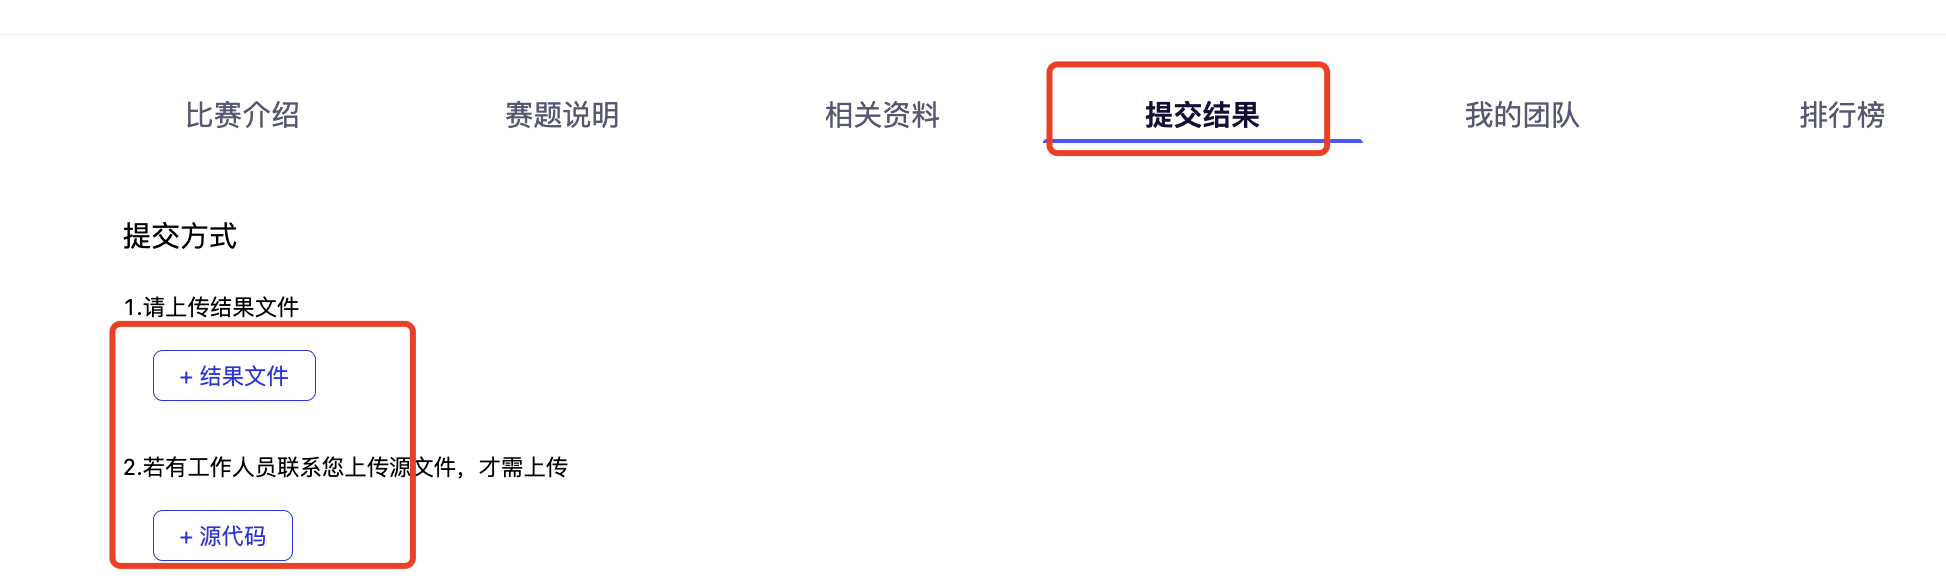 比赛介绍 赛题说明 相关资料 提交结果 我的团队 排行榜
提交方式
1.请上传结果文件
+ 结果文件
2.若有工作人员联系您上传源文件，才需上传
+ 源代码